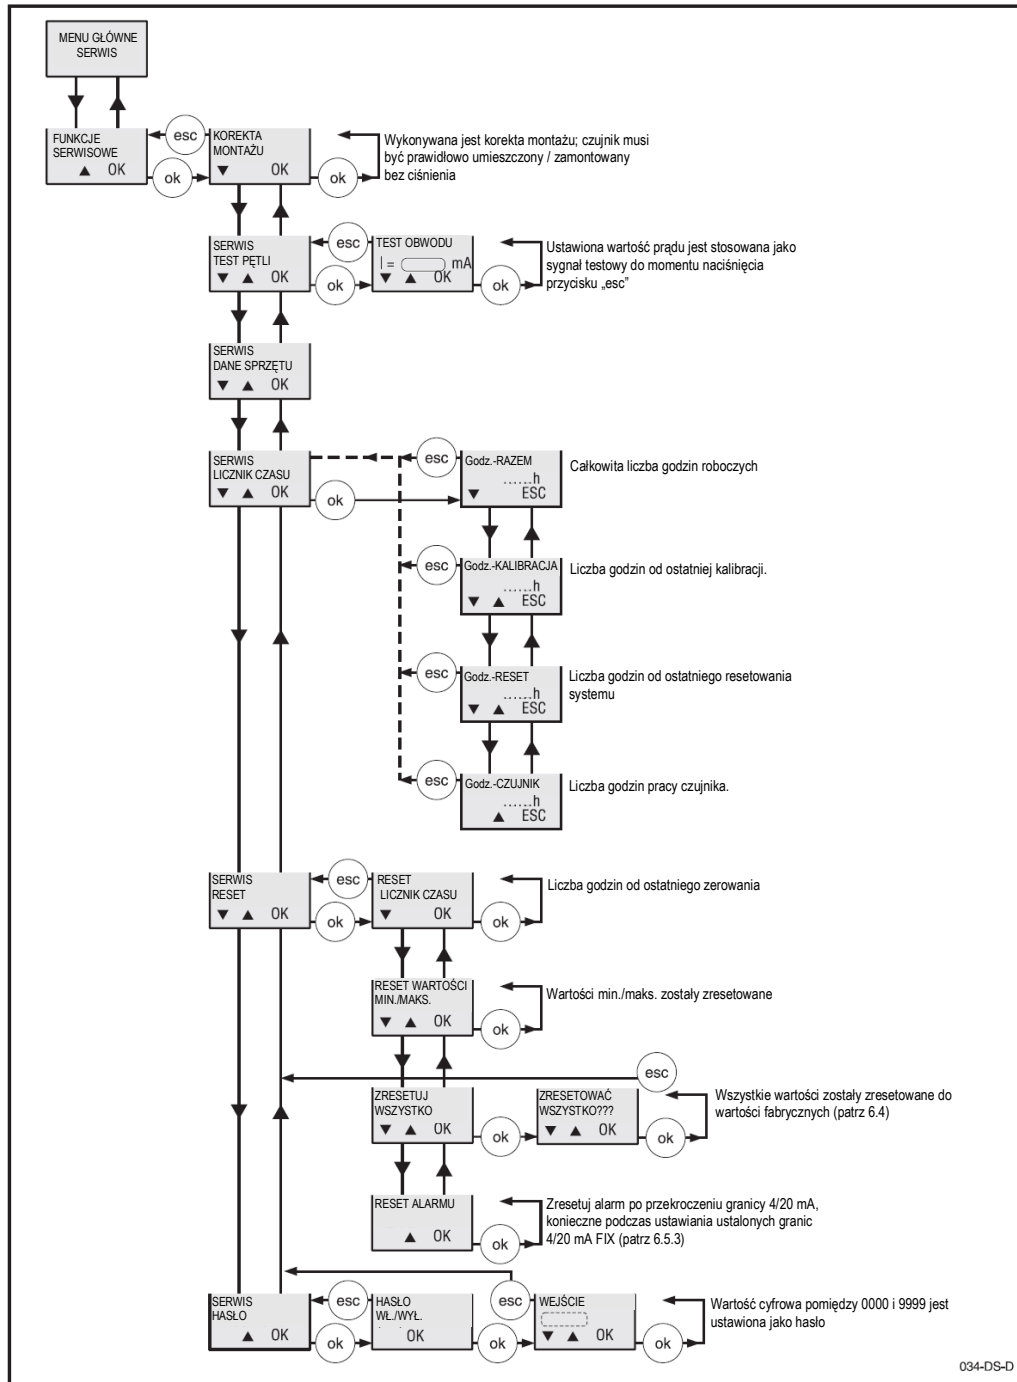 MENU GŁÓWNE
SERWIS
FUNKCJE
SERWISOWE
▲ OK
esc
ok
KOREKTA
MONTAŻU
▼ OK
ok
Wykonywana jest korekta montażu; czujnik musi
być prawidłowo umieszczony / zamontowany
bez ciśnienia
SERWIS
TEST PĘTLI
▼ ▲ OK
esc
ok
TEST OBWODU
I = mA
▼ ▲ OK
ok
Ustawiona wartość prądu jest stosowana jako
sygnał testowy do momentu naciśnięcia
przycisku „esc”
SERWIS
DANE SPRZĘTU
▼ ▲ OK
SERWIS
LICZNIK CZASU
▼ ▲ OK
ok
esc
Godz.-RAZEM
......h
▼ ESC
Całkowita liczba godzin roboczych
esc
Godz.-KALIBRACJA
......h
▼ ▲ ESC
Liczba godzin od ostatniej kalibracji.
esc
Godz.-RESET
......h
▼ ▲ ESC
Liczba godzin od ostatniego resetowania
systemu
esc
Godz.-CZUJNIK
......h
▲ ESC
Liczba godzin pracy czujnika.
SERWIS
RESET
▼ ▲ OK
esc
ok
RESET
LICZNIK CZASU
▼ OK
ok
Liczba godzin od ostatniego zerowania
RESET WARTOŚCI
MIN./MAKS.
▼ ▲ OK
ok
Wartości min./maks. zostały zresetowane
esc
ZRESETUJ
WSZYSTKO
▼ ▲ OK
ok
ZRESETOWAĆ
WSZYSTKO???
▼ ▲ OK
ok
Wszystkie wartości zostały zresetowane do
wartości fabrycznych (patrz 6.4)
RESET ALARMU
▲ OK
ok
Zresetuj alarm po przekroczeniu granicy 4/20 mA,
konieczne podczas ustawiania ustalonych granic
4/20 mA FIX (patrz 6.5.3)
SERWIS
HASŁO
▲ OK
esc
ok
HASŁO
WŁ./WYŁ.
OK
esc
ok
WEJŚCIE
▼ ▲ OK
ok
Wartość cyfrowa pomiędzy 0000 i 9999 jest
ustawiona jako hasło
034-DS-D